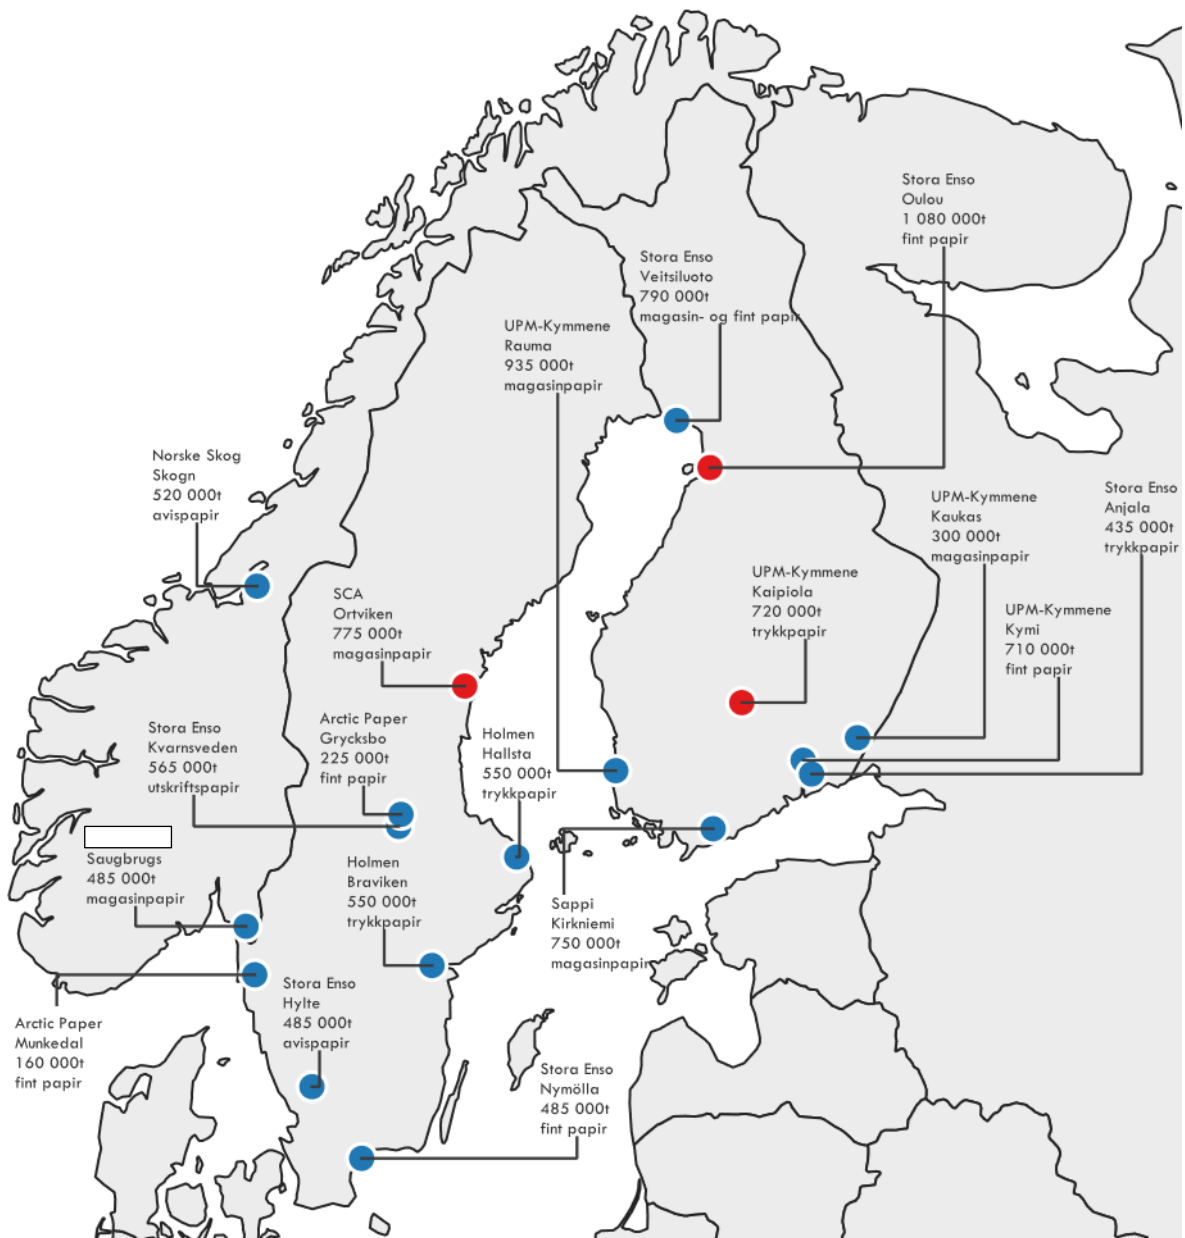 Stora Enso
Oulou
1 080 000t
fint papir
Stora Enso
Veitsiluoto
790 000t
magasin- og fint papir
UPM-Kymmene
Rauma
935 000t
magasinpapir
Norske Skog
Skogn
520 000t
avispapir
UPM-Kymmene
Kaukas
300 000t
magasinpapir
Stora Enso
Anjala
435 000t
trykkpapir
SCA
Ortviken
775 000t
magasinpapir
UPM-Kymmene
Kaipiola
720 000t
trykkpapir
UPM-Kymmene
Kymi
710 000t
fint papir
Stora Enso
Kvarnsveden
565 000t
utskriftspapir
Arctic Paper
Grycksbo
225 000t
fint papir
Holmen
Hallsta
550 000t
trykkpapir
Saugbrugs
485 000t
magasinpapir
Holmen
Braviken
550 000t
trykkpapir
Sappi
Kirkniemi
750 000t
magasinpapir
Stora Enso
Hylte
485 000t
avispapir
Arctic Paper
Munkedal
160 000t
fint papir
Stora Enso
Nymölla
485 000t
fint papir